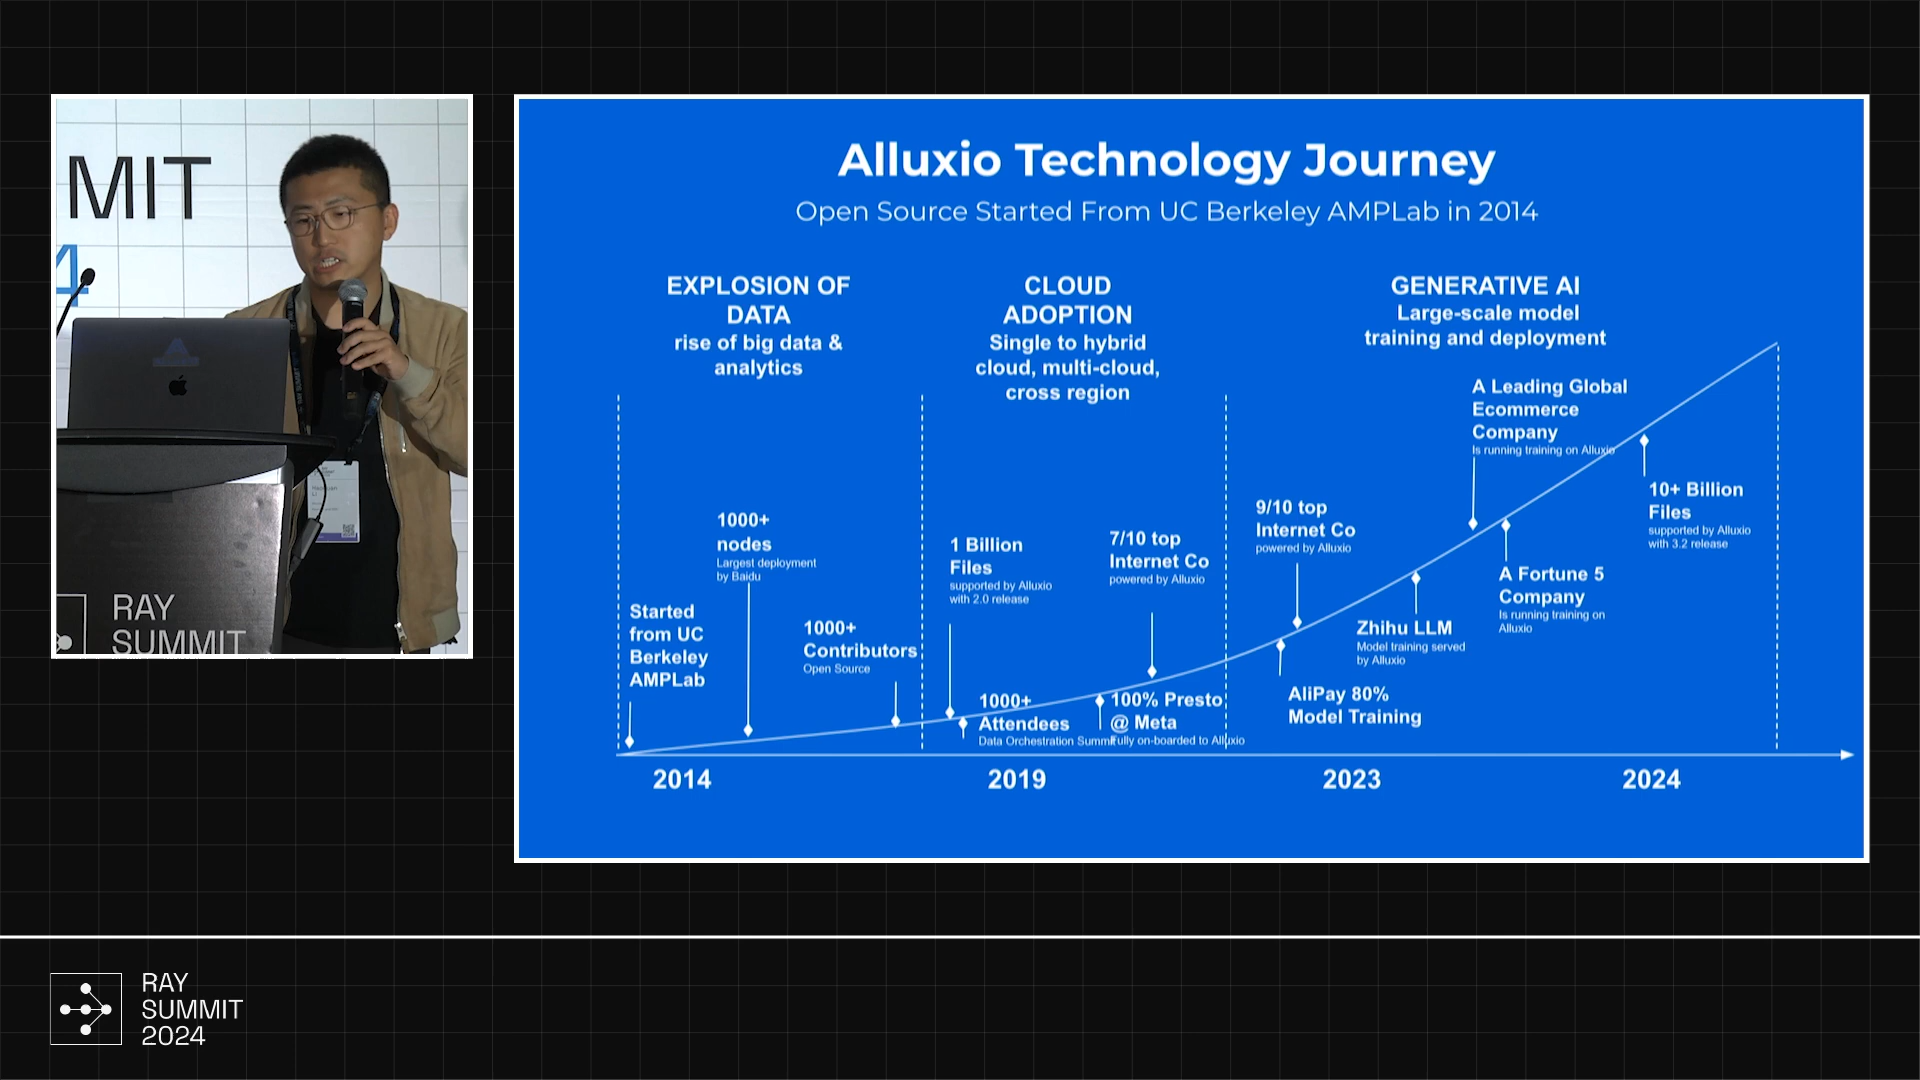 MIT
4
RAY
SUMMIT
LI
Alluxio Technology Journey
Open Source Started From UC Berkeley AMPLab in 2014
EXPLOSION OF
DATA
rise of big data &
analytics
CLOUD
ADOPTION
Single to hybrid
cloud, multi-cloud,
cross region
GENERATIVE AI
Large-scale model
training and deployment
Started
from UC
Berkeley
AMPLab
1000+
nodes
Largest deployment
by Baidu
1000+
Contributors
Open Source
1 Billion
Files
supported by Alluxio
with 2.0 release
1000+
Attendees
Data Orchestration Summit
7/10 top
Internet Co
powered by Alluxio
100% Presto
@ Meta
Fully on-boarded to Alluxio
9/10 top
Internet Co
powered by Alluxio
AliPay 80%
Model Training
Zhihu LLM
Model training served
by Alluxio
A Leading Global
Ecommerce
Company
Is running training on Alluxio
A Fortune 5
Company
Is running training on
Alluxio
10+ Billion
Files
supported by Alluxio
with 3.2 release
2014
2019
2023
2024
RAY
SUMMIT
2024